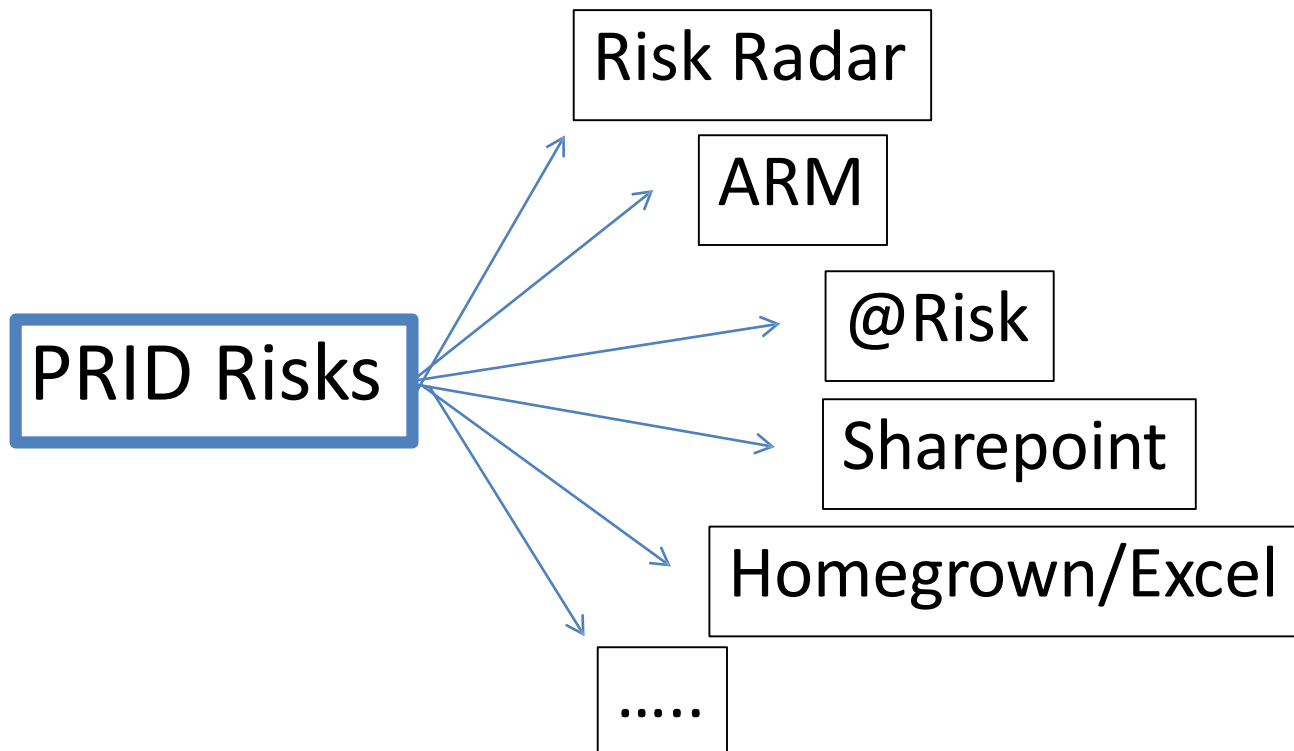 Risk Radar
ARM
@Risk
PRID Risks
Sharepoint
Homegrown/Excel
.....